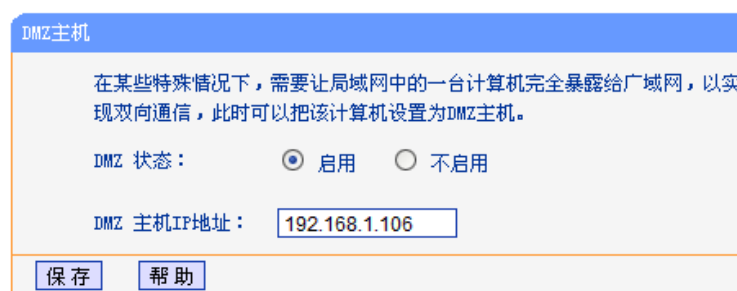 DMZ主机
在某些特殊情况下，需要让局域网中的一台计算机完全暴露给广域网，以实
现双向通信，此时可以把该计算机设置为DMZ主机。
DMZ 状态： 启用 不启用
DMZ 主机IP地址： 192.168.1.106
保存 帮助